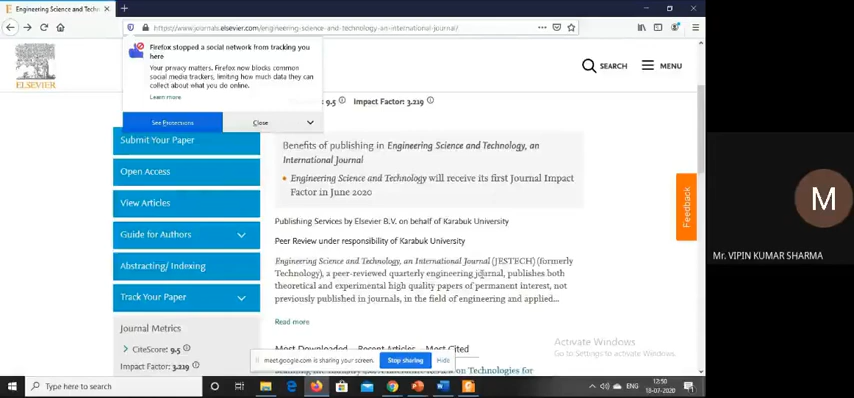 Engineering Science and Technolo
https://www.journals.elsevier.com/engineering-science-and-technology-an-international-journal/
Firefox stopped a social network from tracking you
here
Your privacy matters. Firefox now blocks common
social media trackers, limiting how much data they can
collect about what you do online.
Learn more
See Protections
Close
ELSEVIER
SEARCH
MENU
9.5
Impact Factor: 3.219
Submit Your Paper
Open Access
View Articles
Guide for Authors
Abstracting/ Indexing
Track Your Paper
Journal Metrics
CiteScore: 9.5
Impact Factor: 3.219
Benefits of publishing in Engineering Science and Technology, an
International Journal
Engineering Science and Technology will receive its first Journal Impact
Factor in June 2020
Publishing Services by Elsevier B.V. on behalf of Karabuk University
Peer Review under responsibility of Karabuk University
Engineering Science and Technology, an International Journal (JESTECH) (formerly
Technology), a peer-reviewed quarterly engineering journal, publishes both
theoretical and experimental high quality papers of permanent interest, not
previously published in journals, in the field of engineering and applied...
Read more
Most Downloaded Recent Articles Most Cited
on Technologies for
Feedback
M
Mr. VIPIN KUMAR SHARMA
Activate Windows
Go to Settings to activate Windows.
meet.google.com is sharing your screen.
Stop sharing
Hide
Type here to search
ENG
12:50
18-07-2020